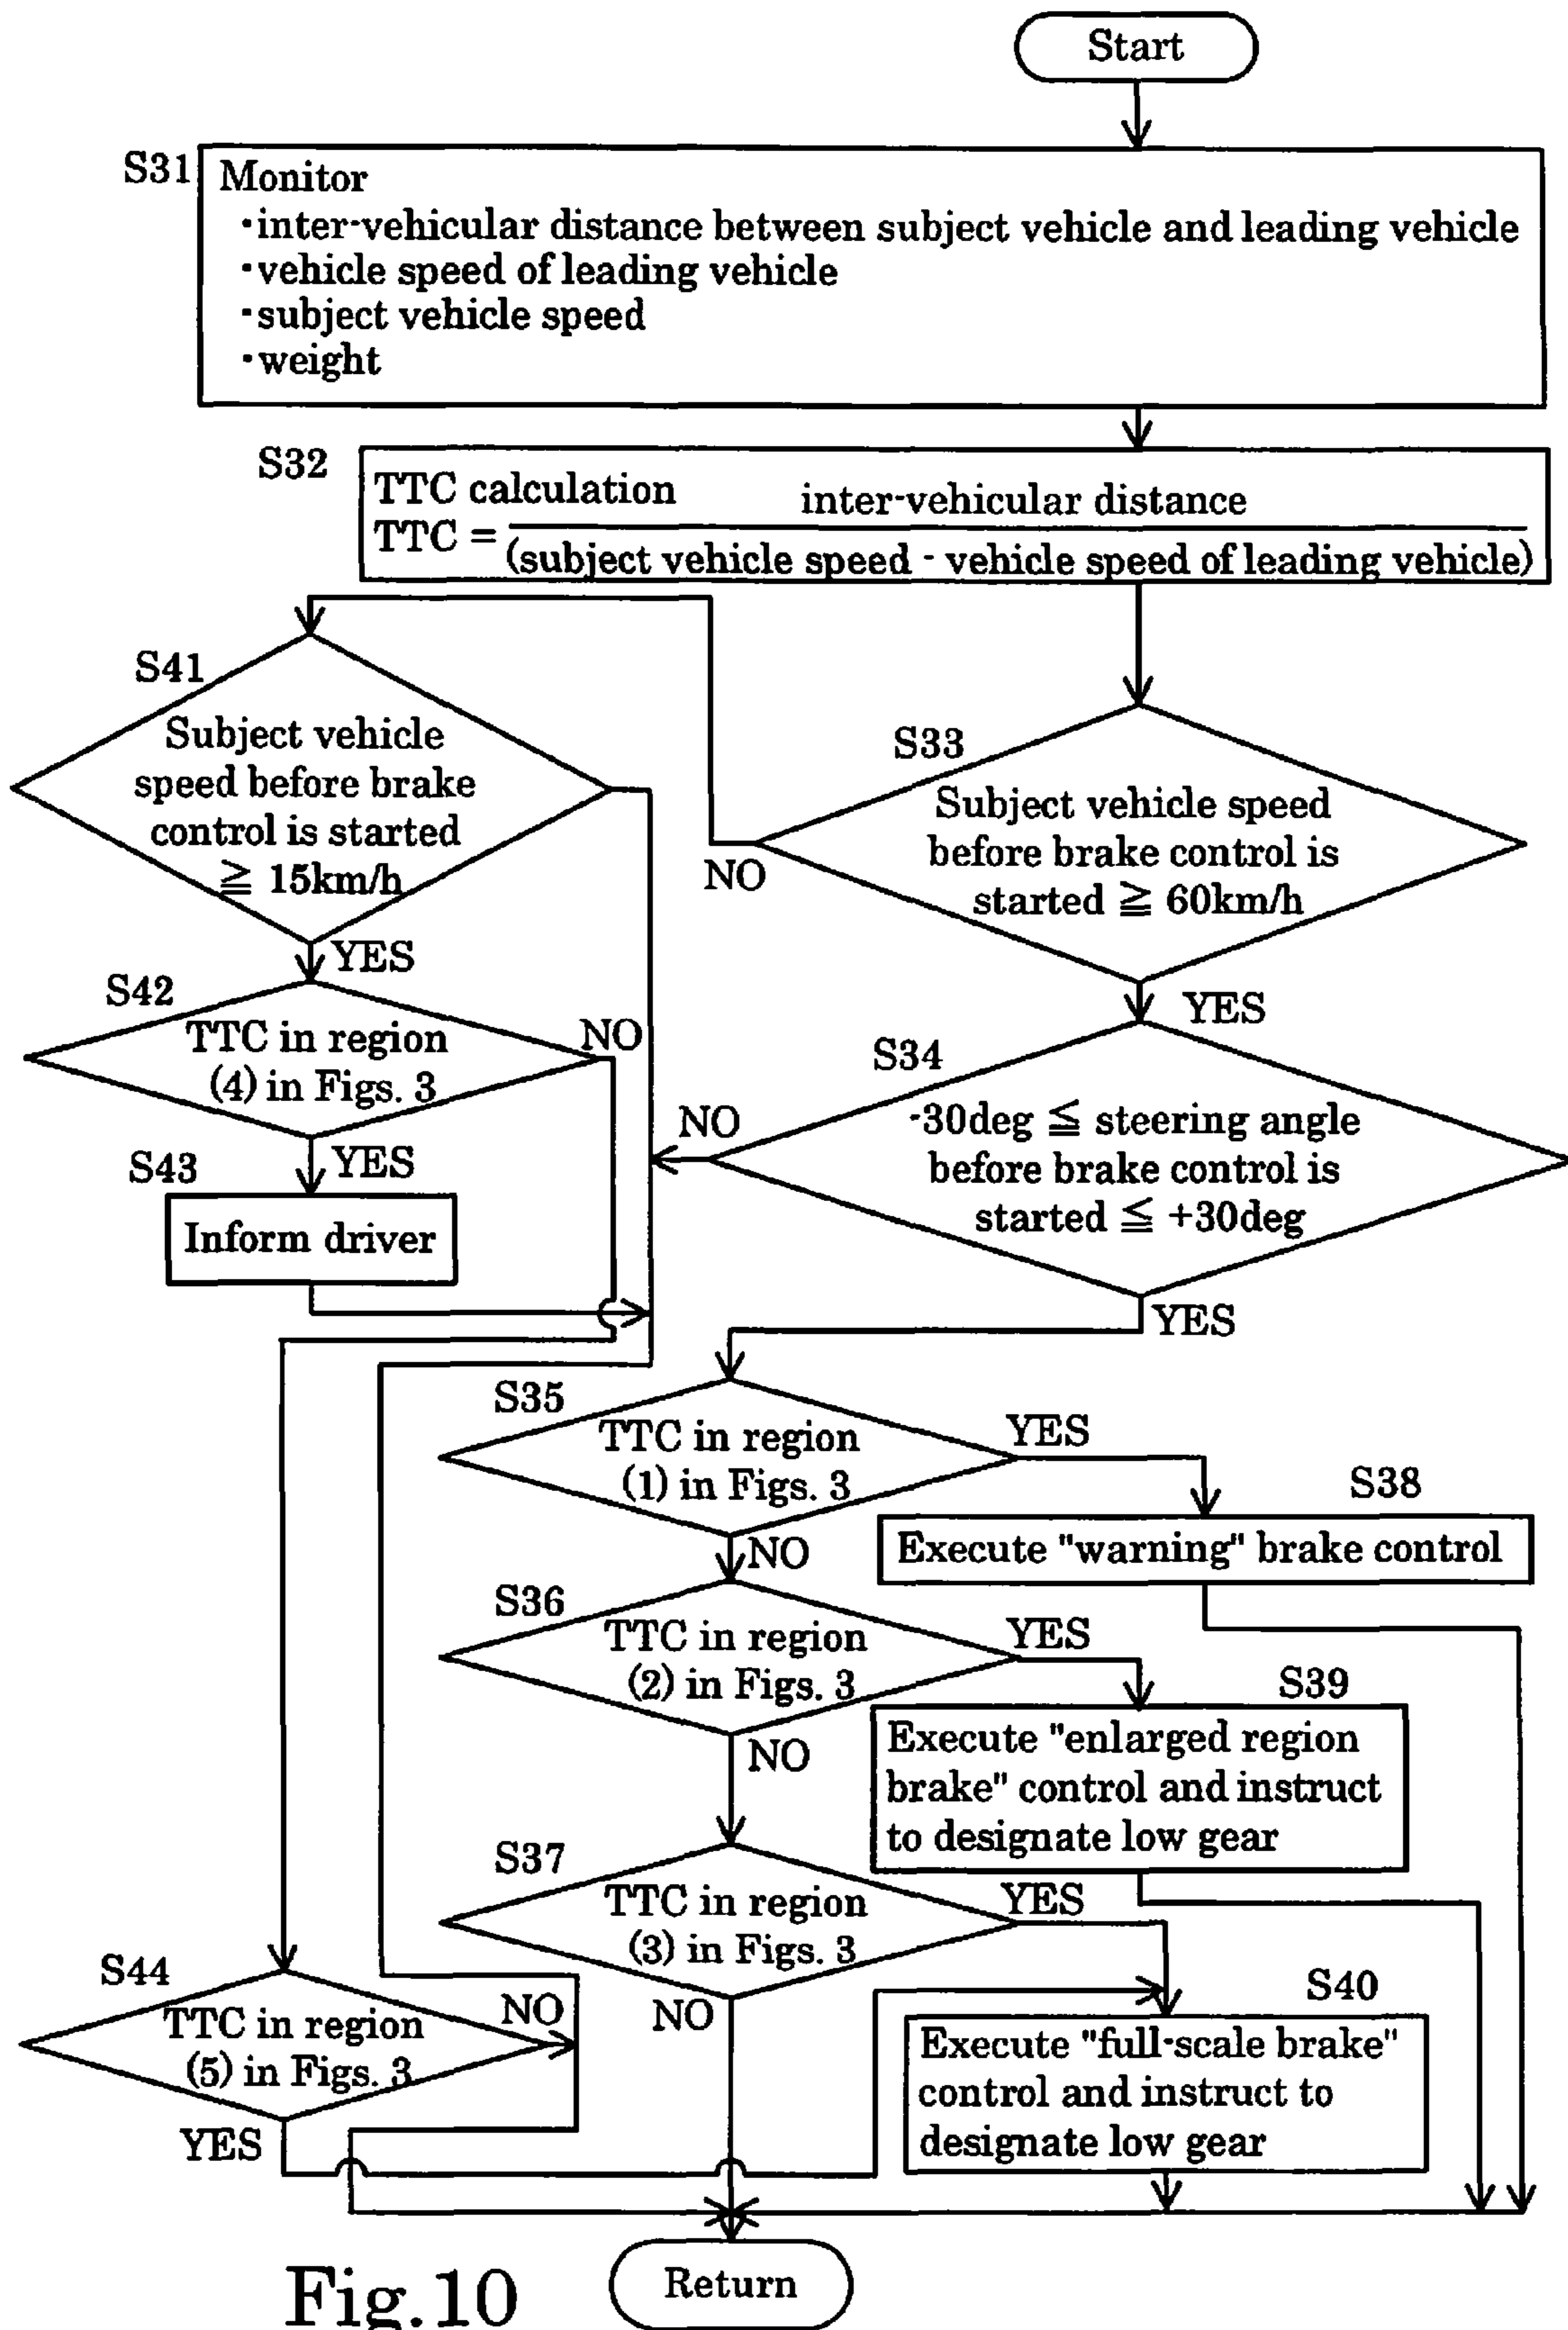 Start
S31
Monitor
·inter-vehicular distance between subject vehicle and leading vehicle
·vehicle speed of leading vehicle
·subject vehicle speed
·weight
S32
TTC calculation
TTC = inter-vehicular distance
(subject vehicle speed - vehicle speed of leading vehicle)
S33
Subject vehicle speed
before brake control is
started ≧ 60km/h
NO
YES
S41
Subject vehicle
speed before brake
control is started
≧ 15km/h
YES
S42
TTC in region
(4) in Figs. 3
NO
YES
S43
Inform driver
S34
-30deg ≦ steering angle
before brake control is
started ≦ +30deg
NO
YES
S35
TTC in region
(1) in Figs. 3
YES
NO
S38
Execute "warning" brake control
S36
TTC in region
(2) in Figs. 3
YES
NO
S39
Execute "enlarged region
brake" control and instruct
to designate low gear
S37
TTC in region
(3) in Figs. 3
YES
NO
S40
Execute "full-scale brake"
control and instruct to
designate low gear
S44
TTC in region
(5) in Figs. 3
NO
YES
Return
Fig.10